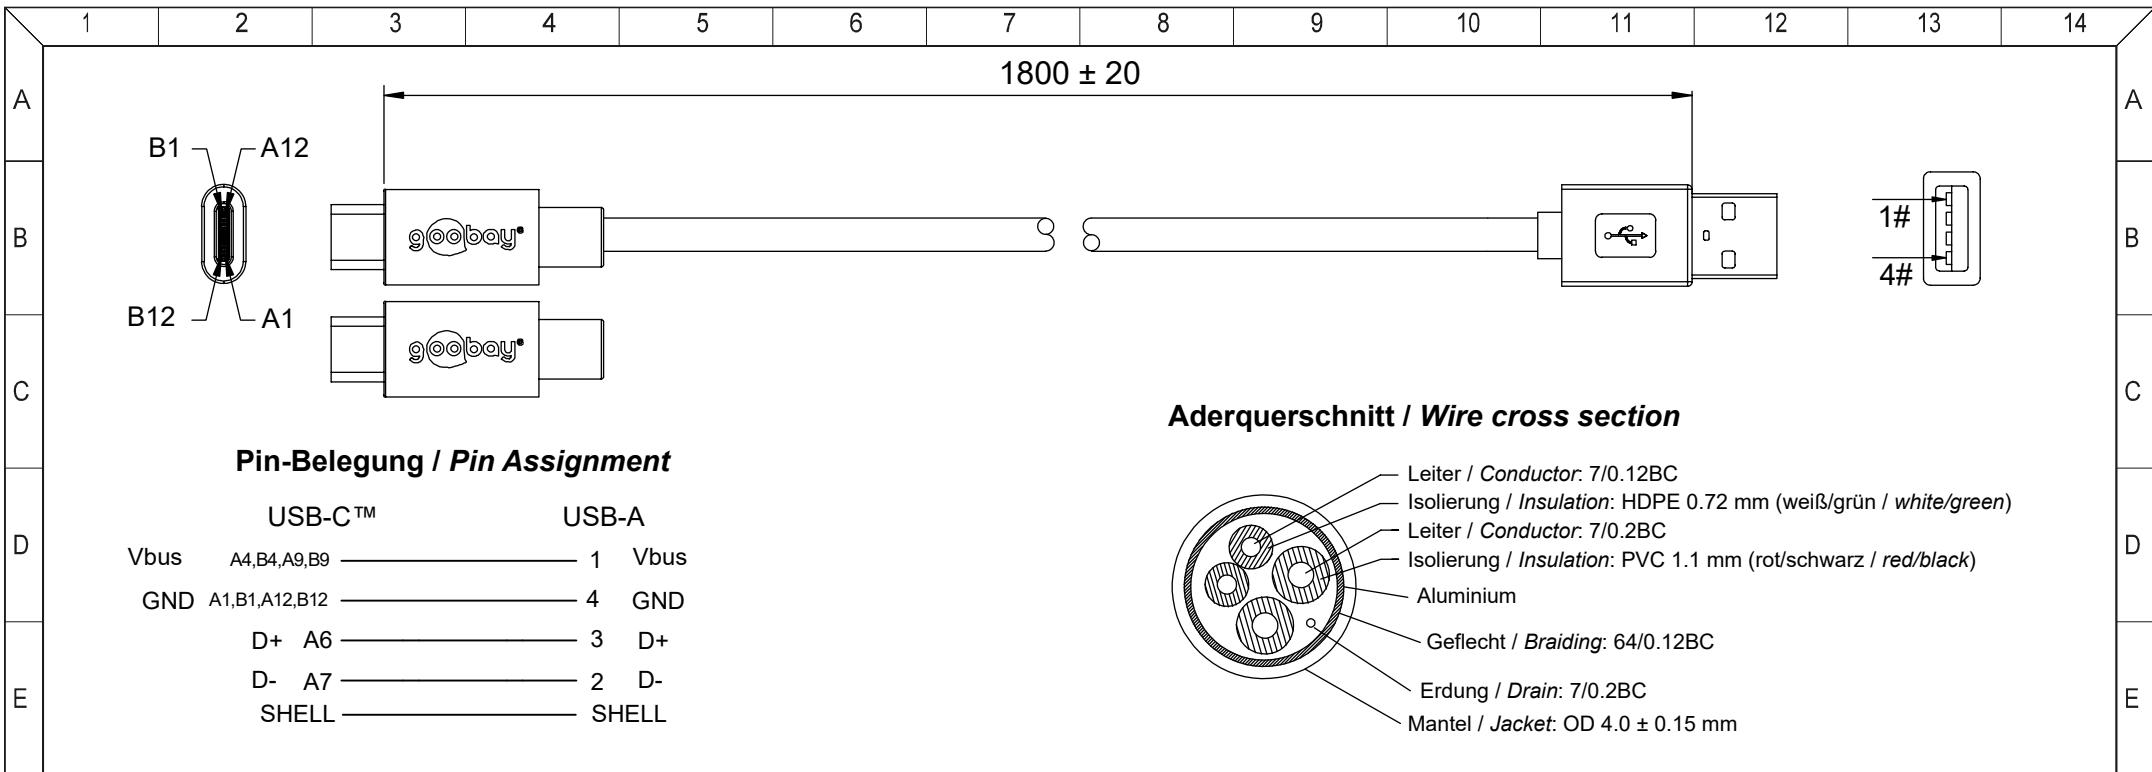 1 2 3 4 5 6 7 8 9 10 11 12 13 14
1800 ± 20
A A
B1 A12
goobay®
1#
B B
4#
B12 A1
goobay®
C C
Aderquerschnitt / Wire cross section
Pin-Belegung / Pin Assignment
Leiter / Conductor: 7/0.12BC
Isolierung / Insulation: HDPE 0.72 mm (weiß/grün / white/green)
USB-C™ USB-A
Leiter / Conductor: 7/0.2BC
D D
Vbus A4,B4,A9,B9 1 Vbus
Isolierung / Insulation: PVC 1.1 mm (rot/schwarz / red/black)
Aluminium
GND A1,B1,A12,B12 4 GND
D+ A6 3 D+
Geflecht / Braiding: 64/0.12BC
D- A7 2 D-
Erdung / Drain: 7/0.2BC
E E
SHELL SHELL
Mantel / Jacket: OD 4.0 ± 0.15 mm